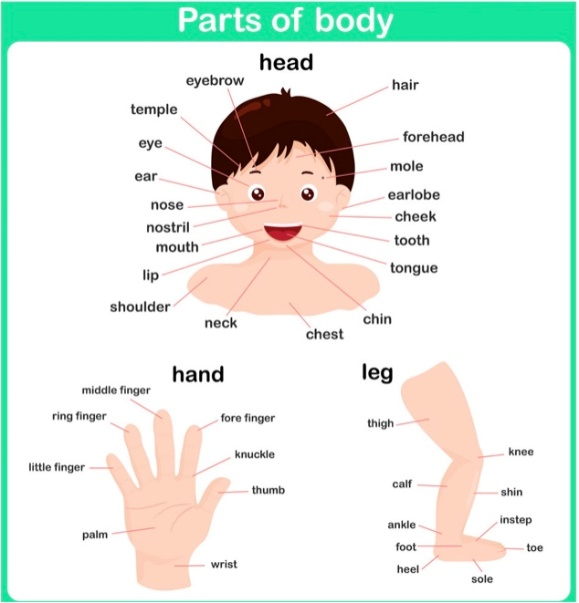 Parts of body
head
eyebrow
hair
temple
forehead
eye
mole
ear
earlobe
nose
cheek
nostril
tooth
mouth
tongue
lip
shoulder
chin
neck
chest
hand
leg
middle finger
ring finger
fore finger
thigh
knuckle
knee
little finger
calf
thumb
shin
ankle
instep
palm
foot
toe
wrist
heel
sole